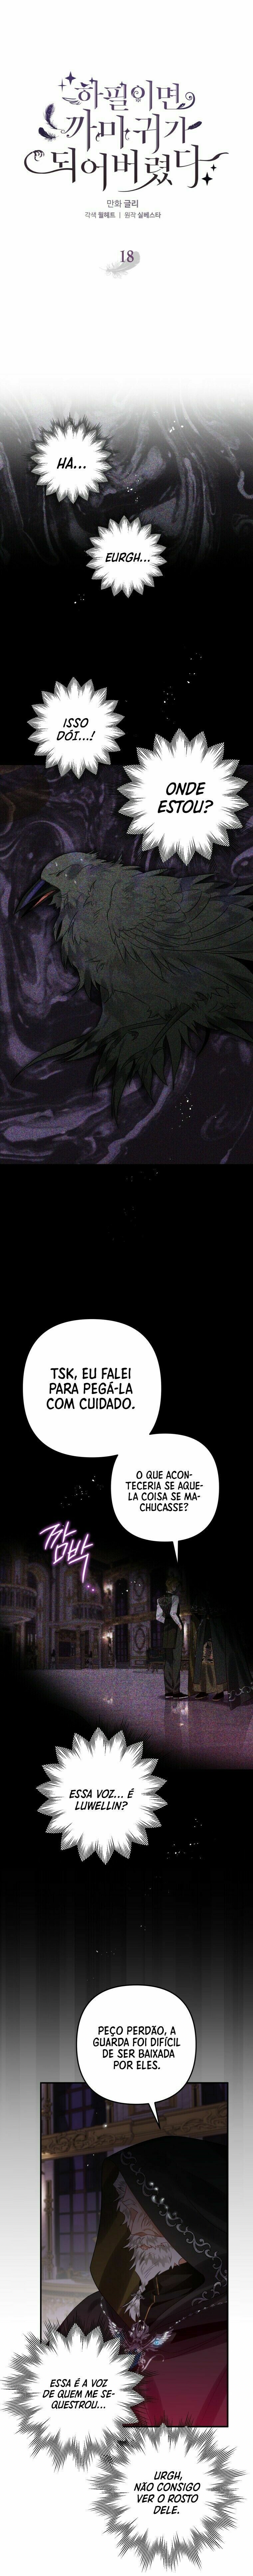 하필이면
까마귀가
되어버렸다
만화 글리
각색 월헤트 | 원작 실베스타
18
HA...
EURGH...
ISSO
DÓI...!
ONDE
ESTOU?
TSK, EU FALEI
PARA PEGÁ-LA
COM CUIDADO.
O QUE ACON-
TECERIA SE AQUE-
LA COISA SE MA-
CHUCASSE?
깜
빡
ESSA VOZ... É
LUWELLIN?
PEÇO PERDÃO, A
GUARDA FOI DIFÍCIL
DE SER BAIXADA
POR ELES.
ESSA É A VOZ
DE QUEM ME SE-
QUESTROU...
URGH,
NÃO CONSIGO
VER O ROSTO
DELE.